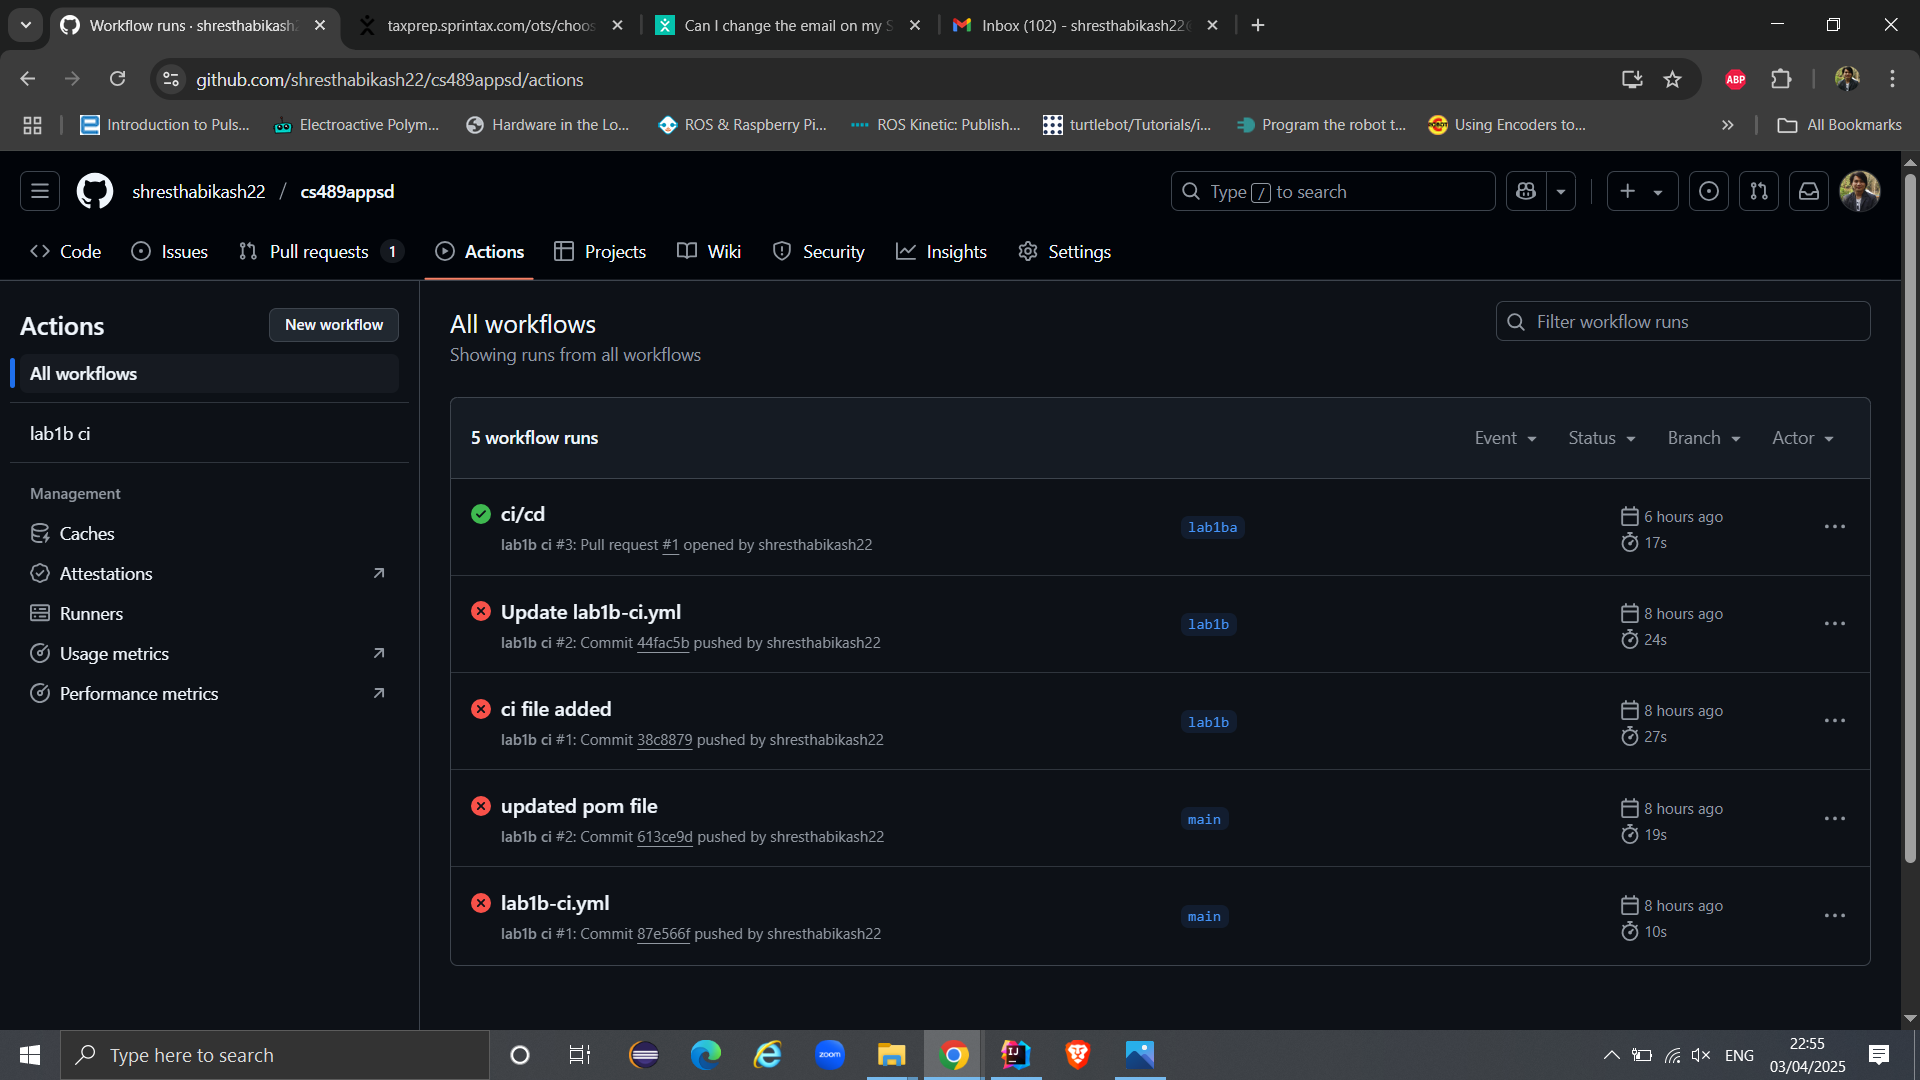 Workflow runs · shresthabikash2
taxprep.sprintax.com/ots/choos
Can I change the email on my S
Inbox (102) - shresthabikash22@
github.com/shresthabikash22/cs489appsd/actions
ABP
Introduction to Puls...
Electroactive Polym...
Hardware in the Lo...
ROS & Raspberry Pi...
ROS Kinetic: Publish...
turtlebot/Tutorials/i...
Program the robot t...
Using Encoders to...
All Bookmarks
shresthabikash22 / cs489appsd
Type / to search
Code
Issues
Pull requests 1
Actions
Projects
Wiki
Security
Insights
Settings
Actions
New workflow
All workflows
lab1b ci
Management
Caches
Attestations
Runners
Usage metrics
Performance metrics
All workflows
Showing runs from all workflows
Filter workflow runs
5 workflow runs
Event
Status
Branch
Actor
ci/cd
lab1b ci #3: Pull request #1 opened by shresthabikash22
lab1ba
6 hours ago
17s
Update lab1b-ci.yml
lab1b ci #2: Commit 44fac5b pushed by shresthabikash22
lab1b
8 hours ago
24s
ci file added
lab1b ci #1: Commit 38c8879 pushed by shresthabikash22
lab1b
8 hours ago
27s
updated pom file
lab1b ci #2: Commit 613ce9d pushed by shresthabikash22
main
8 hours ago
19s
lab1b-ci.yml
lab1b ci #1: Commit 87e566f pushed by shresthabikash22
main
8 hours ago
10s
Type here to search
zoom
IJ
ENG
22:55
03/04/2025